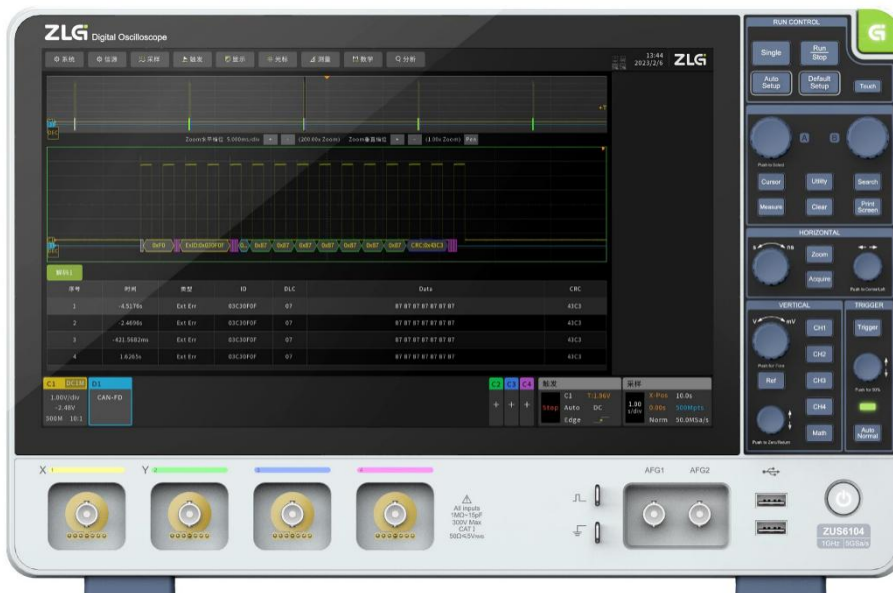 ZLG Digital Oscilloscope
系统 信源 采样 触发 显示 光标 测量 数学 分析
13:44
2023/2/6
ZLG
Zoom水平档位 5.000ms/div + - (200.00x Zoom) Zoom垂直档位 + - (1.00x Zoom) Pos
0xF0 ExID:0x03C30F0F 0x87 0x87 0x87 0x87 0x87 0x87 0x87 CRC:0x43C3
解码1
序号 时间 类型 ID DLC Data CRC
1 -4.5176s Ext Err 03C30F0F 07 87 87 87 87 87 87 87 43C3
2 -2.4696s Ext Err 03C30F0F 07 87 87 87 87 87 87 87 43C3
3 -421.5682ms Ext Err 03C30F0F 07 87 87 87 87 87 87 87 43C3
4 1.6265s Ext Err 03C30F0F 07 87 87 87 87 87 87 87 43C3
C1 DC1M
1.00V/div
-2.48V
500M 10:1
D1
CAN-FD
C2 C3 C4
+ + +
触发
C1 T:1.96V
Stop Auto DC
Edge
采样
1.00 s/div
X-Pos 10.0s
0.00s 500Mpts
Norm 50.0MSa/s
RUN CONTROL
Single
Run
Stop
Auto Setup
Default Setup
Touch
A B
Push to Select
Cursor Utility Search
Measure Clear Print Screen
HORIZONTAL
s ns
Zoom
Acquire
VERTICAL
TRIGGER
V mV
CH1
Trigger
CH2
Push for Fine
Ref
CH3
Push for 50%
CH4
Push to Zero/Return
Math
Auto
Normal
X 1
Y 2
3
4
All inputs
1MΩ≈15pF
300V Max
CAT I
50Ω≤5Vrms
AFG1 AFG2
ZUS6104
1GHz 5GSa/s